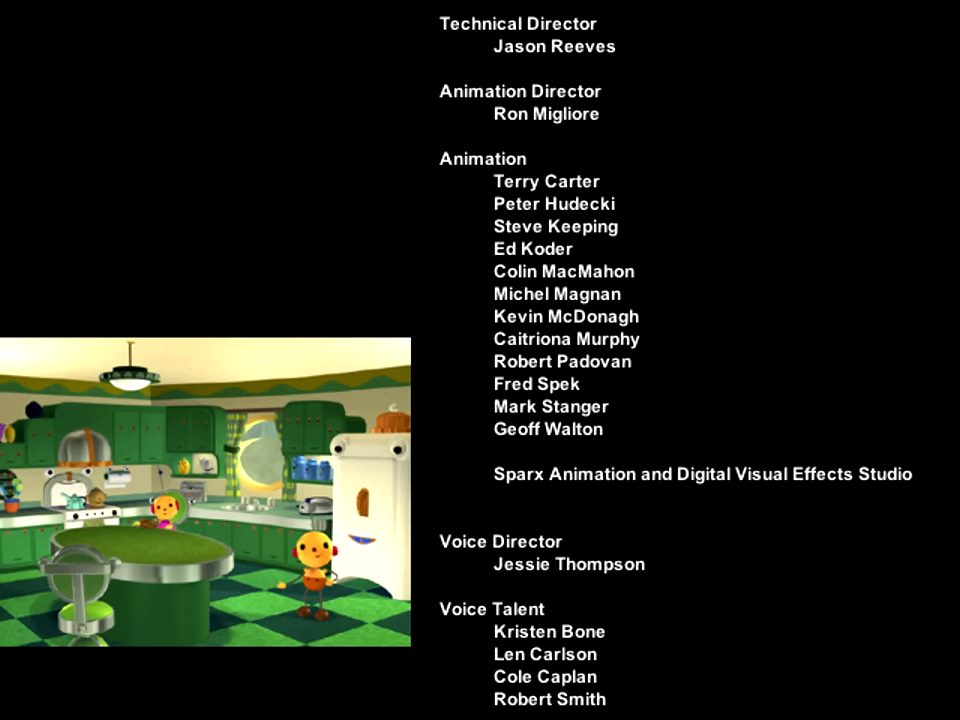 Technical Director
Jason Reeves
Animation Director
Ron Migliore
Animation
Terry Carter
Peter Hudecki
Steve Keeping
Ed Koder
Colin MacMahon
Michel Magnan
Kevin McDonagh
Caitriona Murphy
Robert Padovan
Fred Spek
Mark Stanger
Geoff Walton
Sparx Animation and Digital Visual Effects Studio
Voice Director
Jessie Thompson
Voice Talent
Kristen Bone
Len Carlson
Cole Caplan
Robert Smith